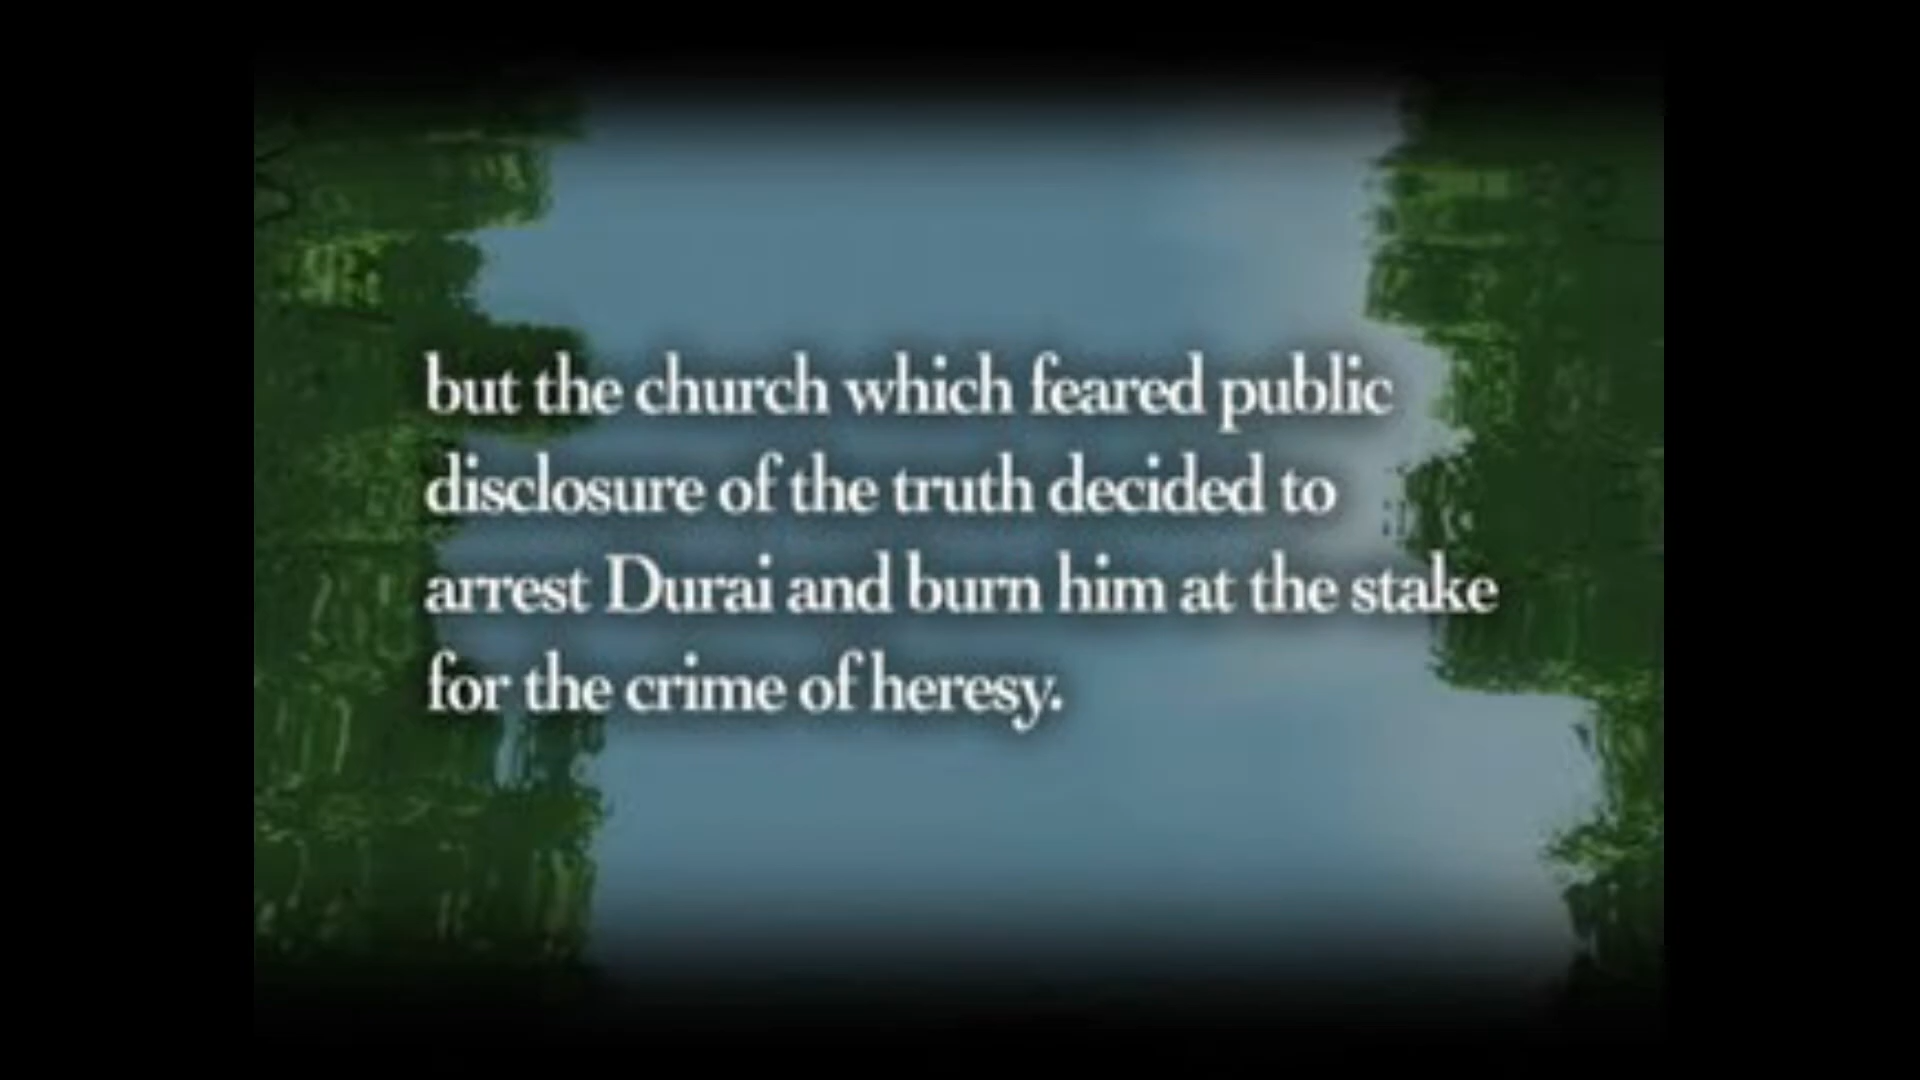 but the church which feared public
disclosure of the truth decided to
arrest Durai and burn him at the stake
for the crime of heresy.